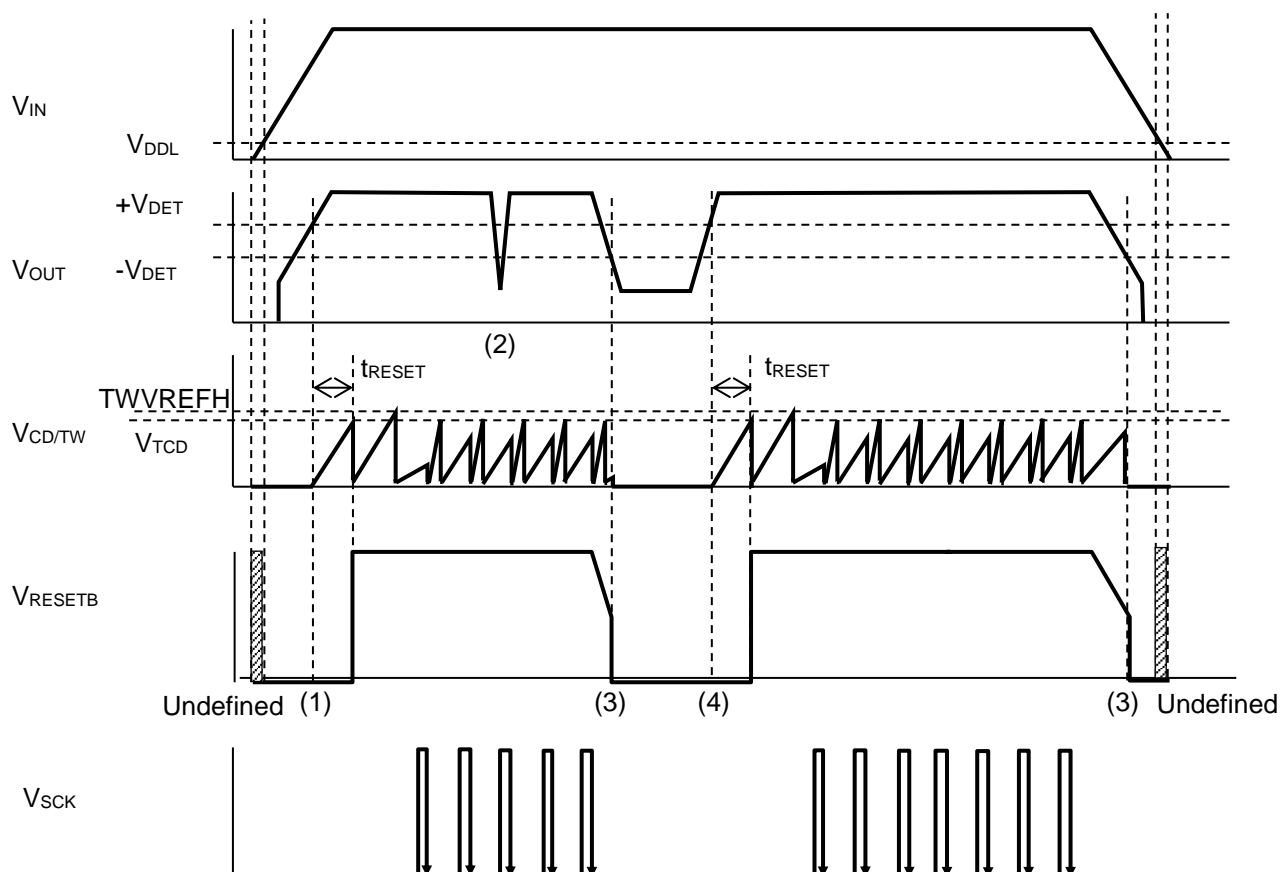 VIN
VDDL
+VDET
VOUT
-VDET
(2)
tRESET
tRESET
TWVREFH
VCD/TW
VTCD
VRESETB
Undefined
(1)
(3)
(4)
(3)
Undefined
VSCK